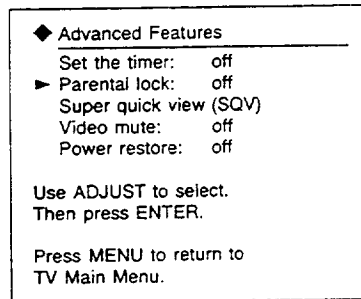 ◆ Advanced Features
Set the timer: off
► Parental lock: off
Super quick view (SQV)
Video mute: off
Power restore: off
Use ADJUST to select.
Then press ENTER.
Press MENU to return to
TV Main Menu.